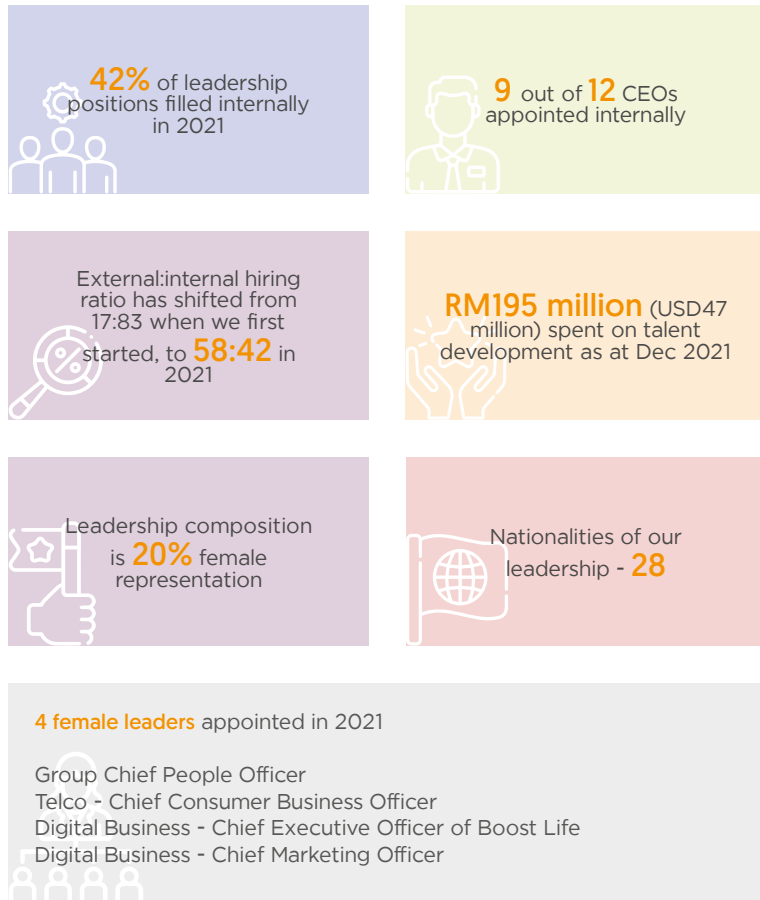 42% of leadership
positions filled internally
in 2021
9 out of 12 CEOs
appointed internally
External:internal hiring
ratio has shifted from
17:83 when we first
started, to 58:42 in
2021
RM195 million (USD47
million) spent on talent
development as at Dec 2021
Leadership composition
is 20% female
representation
Nationalities of our
leadership - 28
4 female leaders appointed in 2021
Group Chief People Officer
Telco - Chief Consumer Business Officer
Digital Business - Chief Executive Officer of Boost Life
Digital Business - Chief Marketing Officer